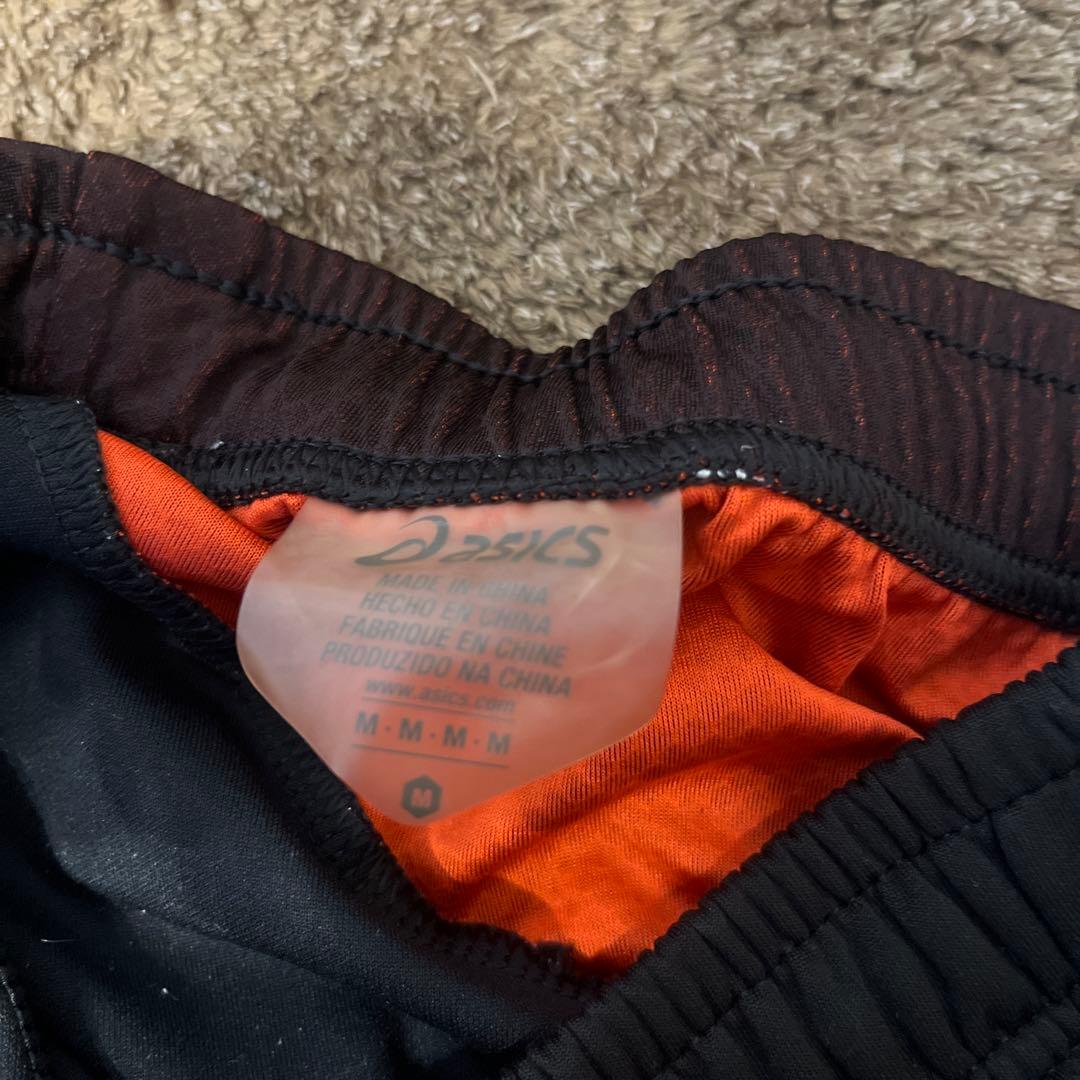 asics
MADE IN CHINA
HECHO EN CHINA
FABRIQUE EN CHINE
PRODUZIDO NA CHINA
www.asics.com
M · M · M · M
M